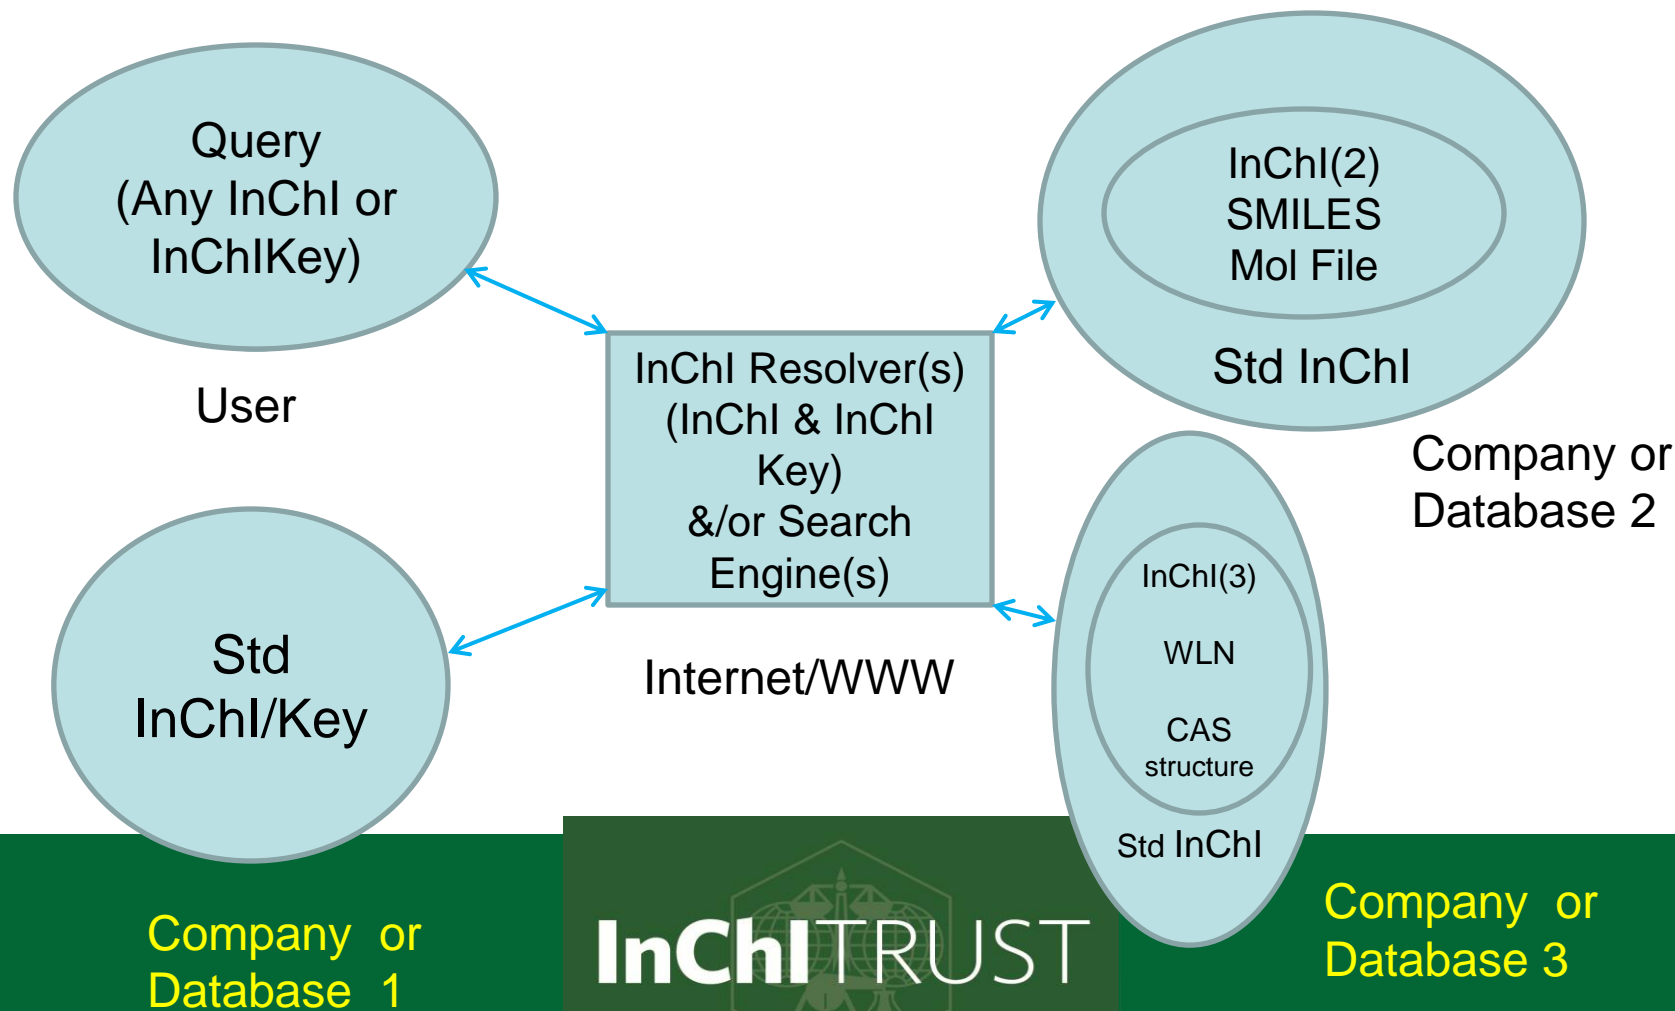 Query
(Any InChI or
InChIKey)
User
InChI(2)
SMILES
Mol File
Std InChI
Company or
Database 2
InChI Resolver(s)
(InChI & InChI
Key)
&/or Search
Engine(s)
Internet/WWW
Std
InChI/Key
Company or
Database 1
InChI(3)
WLN
CAS
structure
Std InChI
Company or
Database 3
InChITRUST